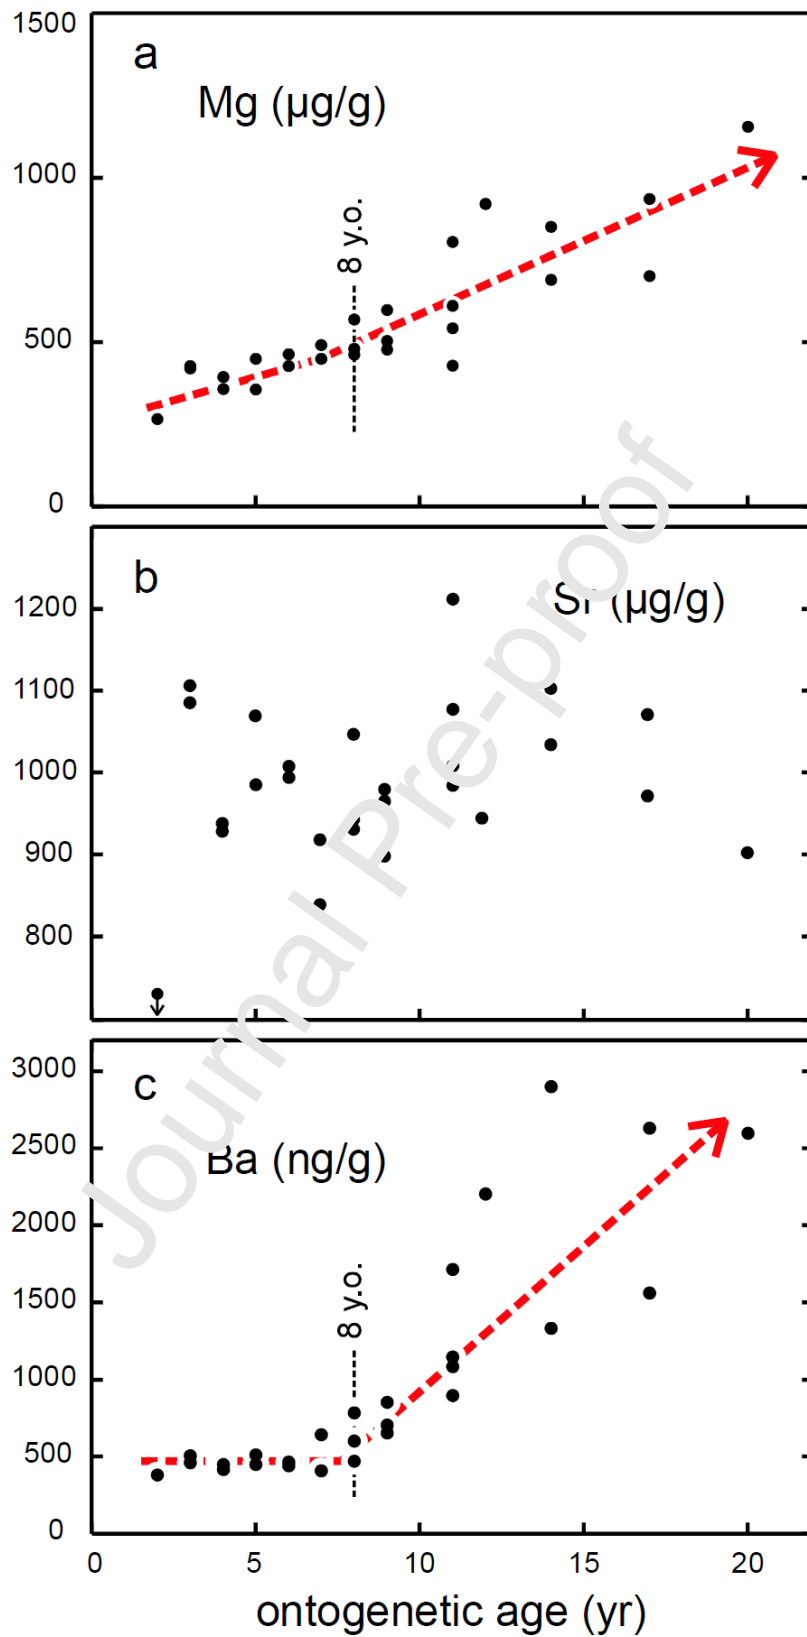 1500
a
Mg (µg/g)
1000
8 y.o.
500
0
b
Sr (µg/g)
1200
1100
1000
900
800
3000
c
2500
Ba (ng/g)
2000
1500
8 y.o.
1000
500
0
0 5 10 15 20
ontogenetic age (yr)
Journal Pre-proof